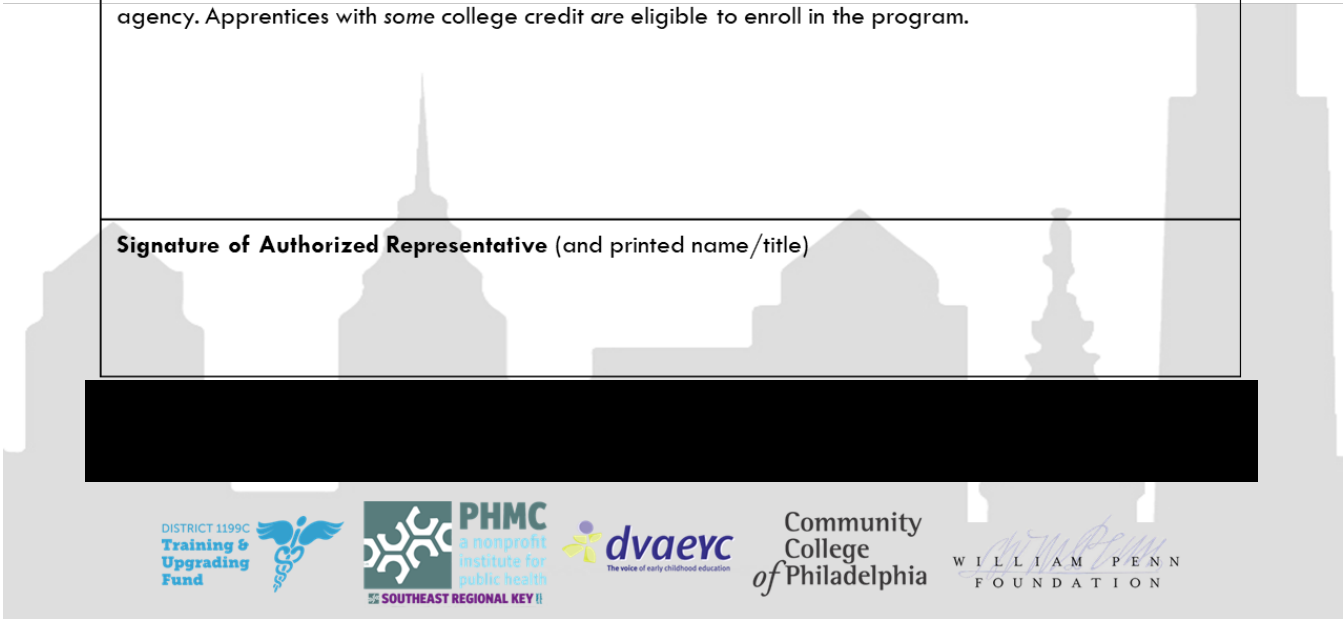 agency. Apprentices with some college credit are eligible to enroll in the program.
Signature of Authorized Representative (and printed name/title)
DISTRICT 1199C
Training &
Upgrading
Fund
PHMC
a nonprofit
institute for
public health
SOUTHEAST REGIONAL KEY
dvaeyc
The voice of early childhood education
Community
College
of Philadelphia
WILLIAM PENN
FOUNDATION